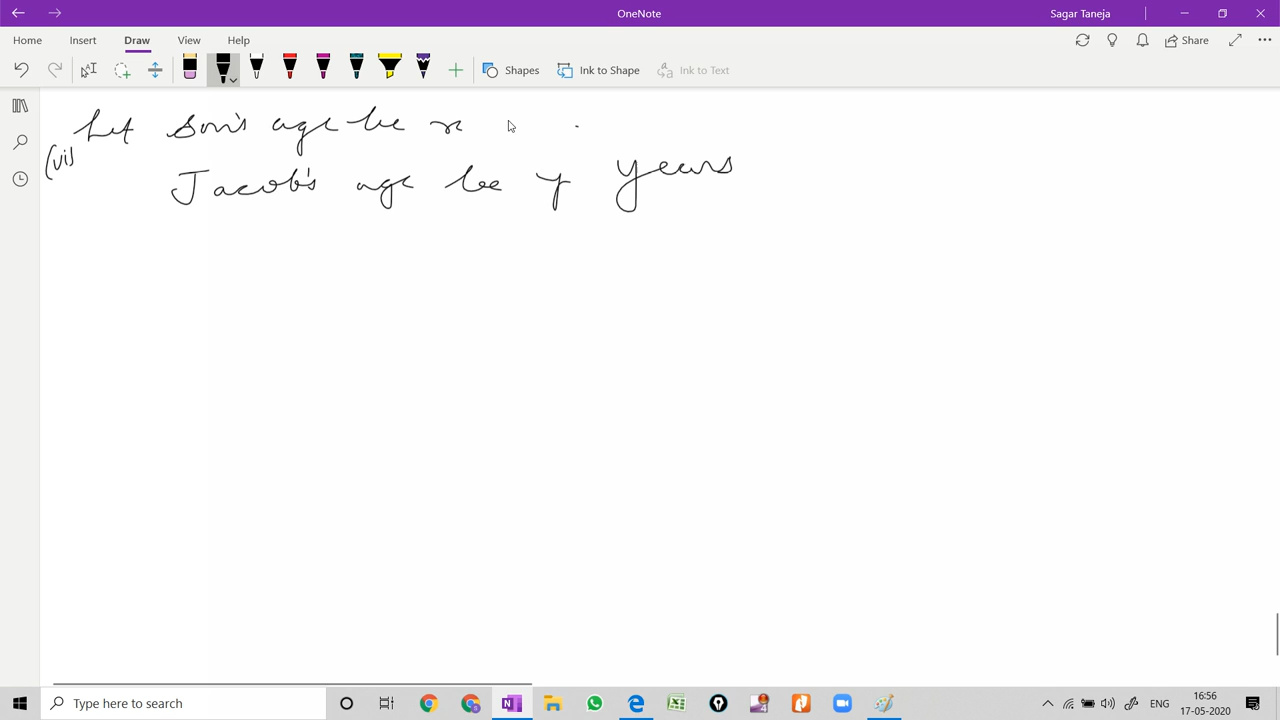 OneNote
Sagar Taneja
Home Insert Draw View Help
Share
Shapes Ink to Shape Ink to Text
Let Son's age be x
(vi)
Jacob's age be y years
Type here to search
ENG
16:56
17-05-2020
4